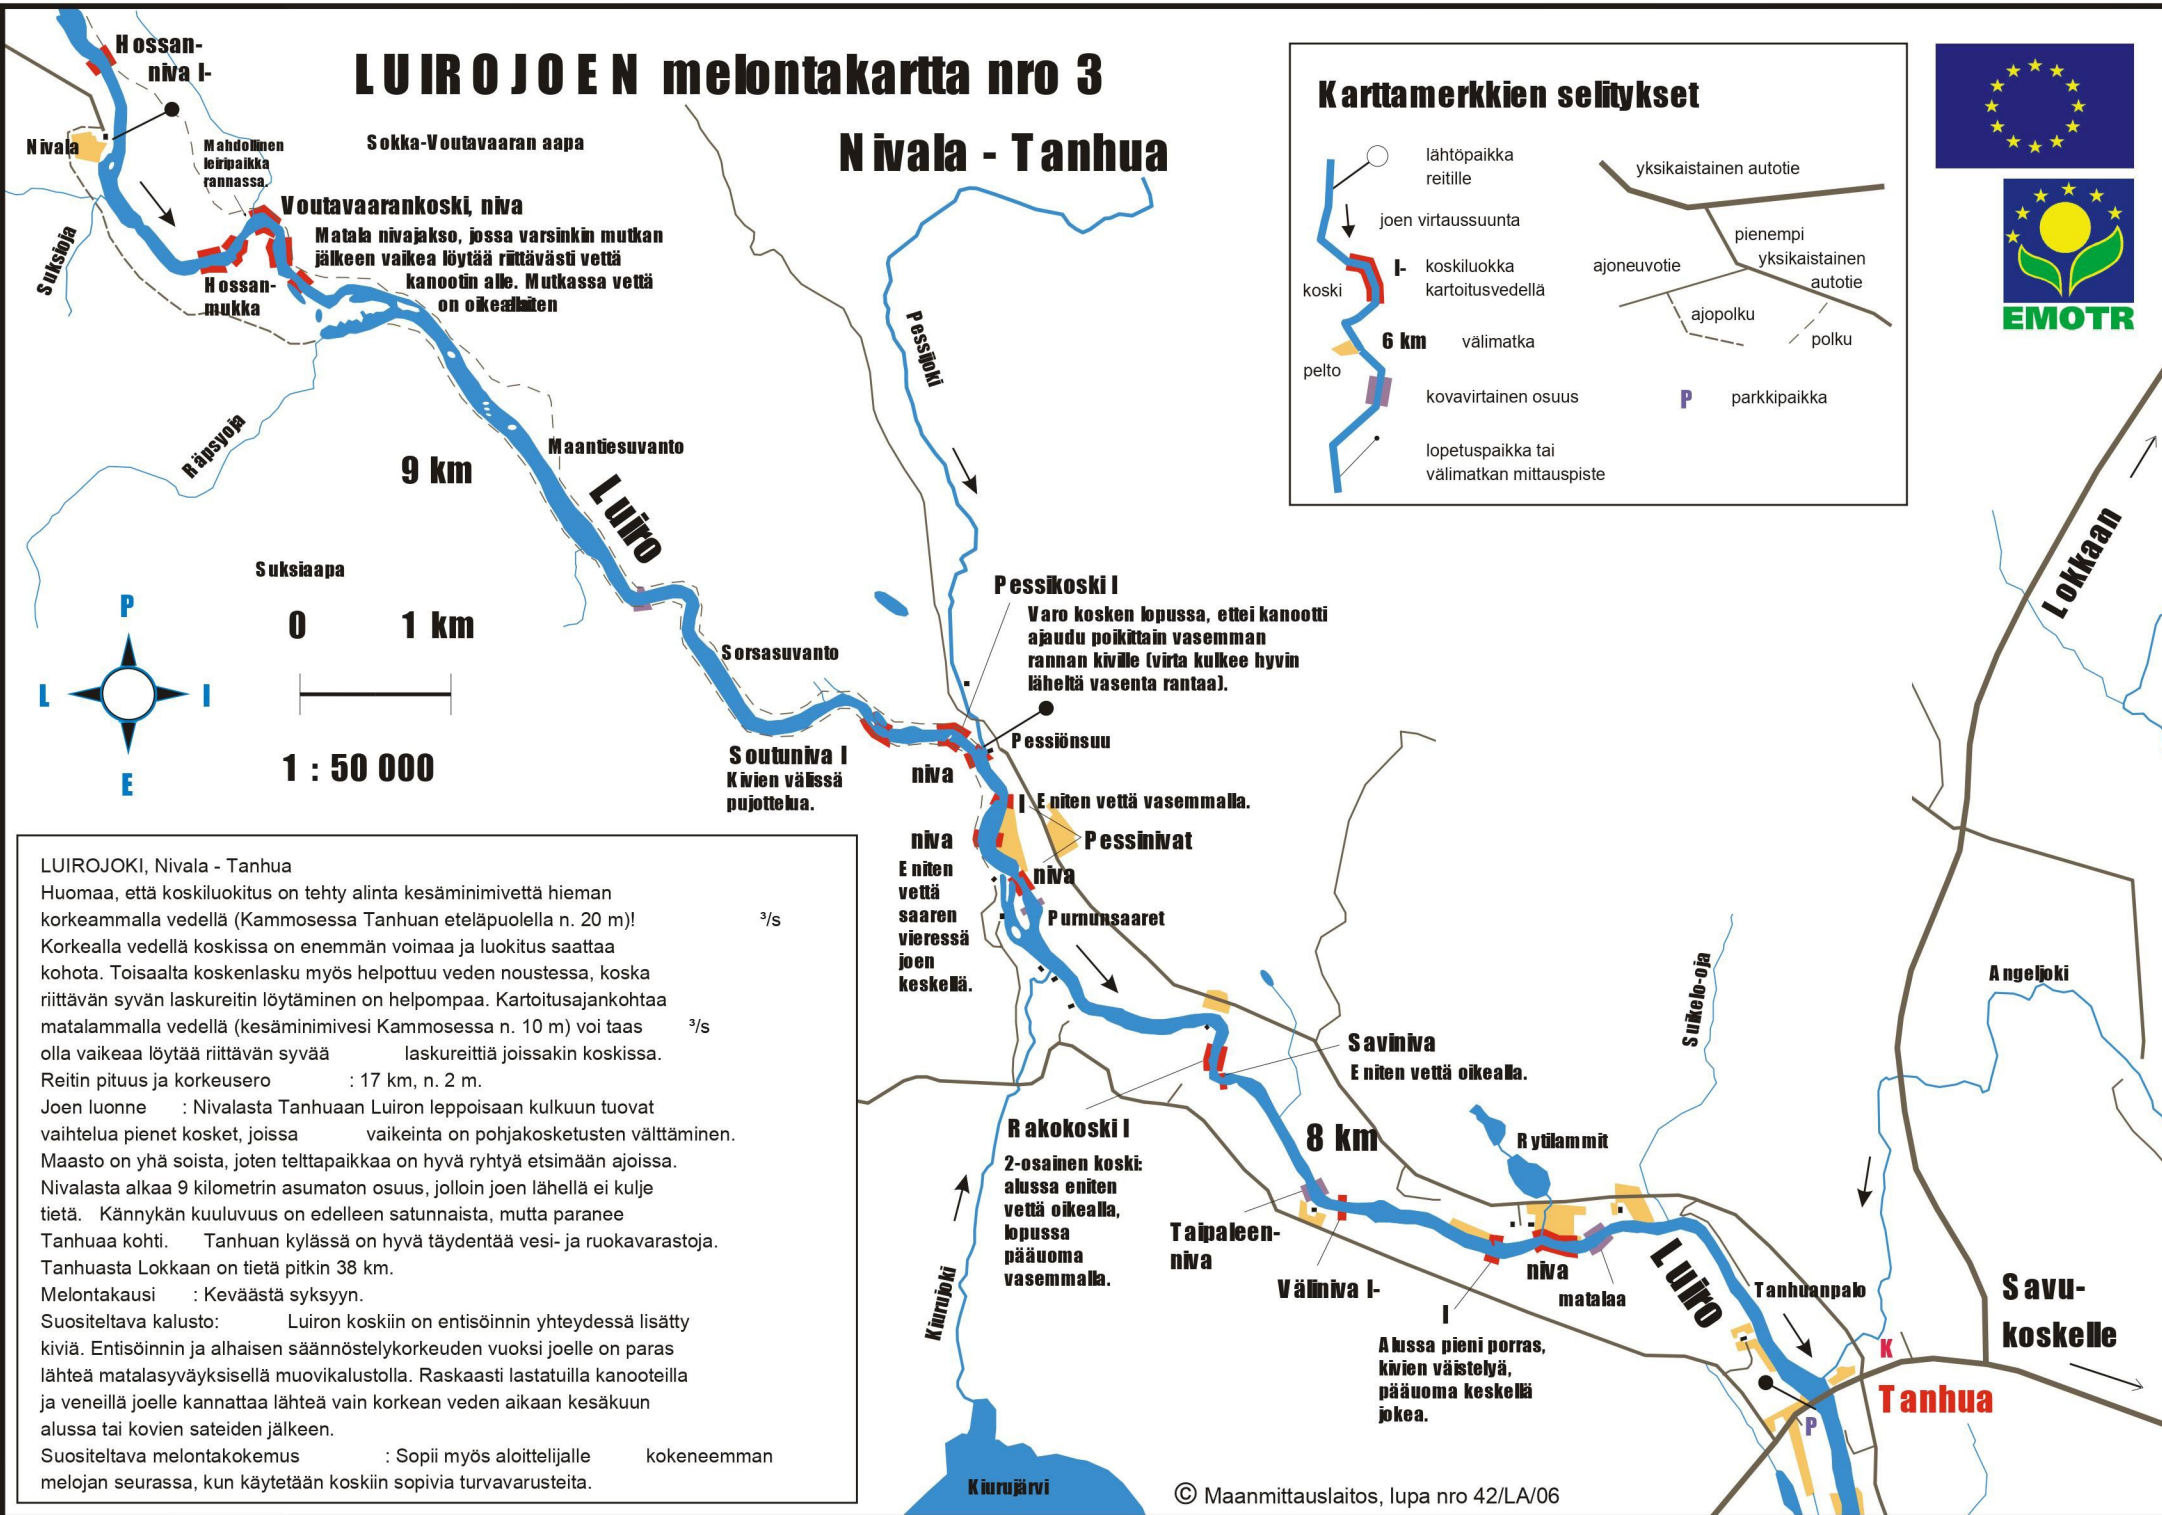 LUIROJOEN melontakartta nro 3
Nivala - Tanhua
Hossan-
niva I-
Nivala
Mahdollinen
leiripaikka
rannassa.
Sokka-Voutavaaran aapa
Suksioja
Voutavaarankoski, niva
Matala nivajakso, jossa varsinkin mutkan
jälkeen vaikea löytää riittävästi vettä
kanootin alle. Mutkassa vettä
on oikealla eniten
Hossan-
mukka
Räpsyoja
9 km
Maantiesuvanto
Luiro
Pessijoki
Suksiaapa
P
L
I
E
0
1 km
1 : 50 000
Sorsasuvanto
Soutuniva I
Kivien välissä
pujottelua.
Pessikoski I
Varo kosken lopussa, ettei kanootti
ajaudu poikittain vasemman
rannan kiville (virta kulkee hyvin
läheltä vasenta rantaa).
Pessiönsuu
niva
I
Eniten vettä vasemmalla.
niva
Pessinivat
Eniten
vettä
saaren
vieressä
joen
keskellä.
niva
Purnunsaaret
Karttamerkkien selitykset
lähtöpaikka
reitille
joen virtaussuunta
koski
I-
koskiluokka
kartoitusvedellä
6 km
välimatka
pelto
kovavirtainen osuus
lopetuspaikka tai
välimatkan mittauspiste
yksikaistainen autotie
pienempi
yksikaistainen
autotie
ajoneuvotie
ajopolku
polku
P
parkkipaikka
EMOTR
Lokkaan
Angeljoki
Suikelo-oja
Saviniva
Eniten vettä oikealla.
Rakokoski I
2-osainen koski:
alussa eniten
vettä oikealla,
lopussa
pääuoma
vasemmalla.
8 km
Rytilammit
Taipaleen-
niva
Väliniva I-
niva
matalaa
I
Alussa pieni porras,
kivien väistelyä,
pääuoma keskellä
jokea.
Luiro
Tanhuanpalo
K
Savu-
koskelle
Tanhua
P
Kiurujoki
Kiurujärvi
© Maanmittauslaitos, lupa nro 42/LA/06
LUIROJOKI, Nivala - Tanhua
Huomaa, että koskiluokitus on tehty alinta kesäminimivettä hieman
korkeammalla vedellä (Kammosessa Tanhuan eteläpuolella n. 20 m)! ³/s
Korkealla vedellä koskissa on enemmän voimaa ja luokitus saattaa
kohota. Toisaalta koskenlasku myös helpottuu veden noustessa, koska
riittävän syvän laskureitin löytäminen on helpompaa. Kartoitusajankohtaa
matalammalla vedellä (kesäminimivesi Kammosessa n. 10 m) voi taas ³/s
olla vaikeaa löytää riittävän syvää laskureittiä joissakin koskissa.
Reitin pituus ja korkeusero : 17 km, n. 2 m.
Joen luonne : Nivalasta Tanhuaan Luiron leppoisaan kulkuun tuovat
vaihtelua pienet kosket, joissa vaikeinta on pohjakosketusten välttäminen.
Maasto on yhä soista, joten telttapaikkaa on hyvä ryhtyä etsimään ajoissa.
Nivalasta alkaa 9 kilometrin asumaton osuus, jolloin joen lähellä ei kulje
tietä. Kännykän kuuluvuus on edelleen satunnaista, mutta paranee
Tanhuaa kohti. Tanhuan kylässä on hyvä täydentää vesi- ja ruokavarastoja.
Tanhuasta Lokkaan on tietä pitkin 38 km.
Melontakausi : Keväästä syksyyn.
Suositeltava kalusto: Luiron koskiin on entisöinnin yhteydessä lisätty
kiviä. Entisöinnin ja alhaisen säännöstelykorkeuden vuoksi joelle on paras
lähteä matalasyväyksisellä muovikalustolla. Raskaasti lastatuilla kanooteilla
ja veneillä joelle kannattaa lähteä vain korkean veden aikaan kesäkuun
alussa tai kovien sateiden jälkeen.
Suositeltava melontakokemus : Sopii myös aloittelijalle kokeneemman
melojan seurassa, kun käytetään koskiin sopivia turvavarusteita.